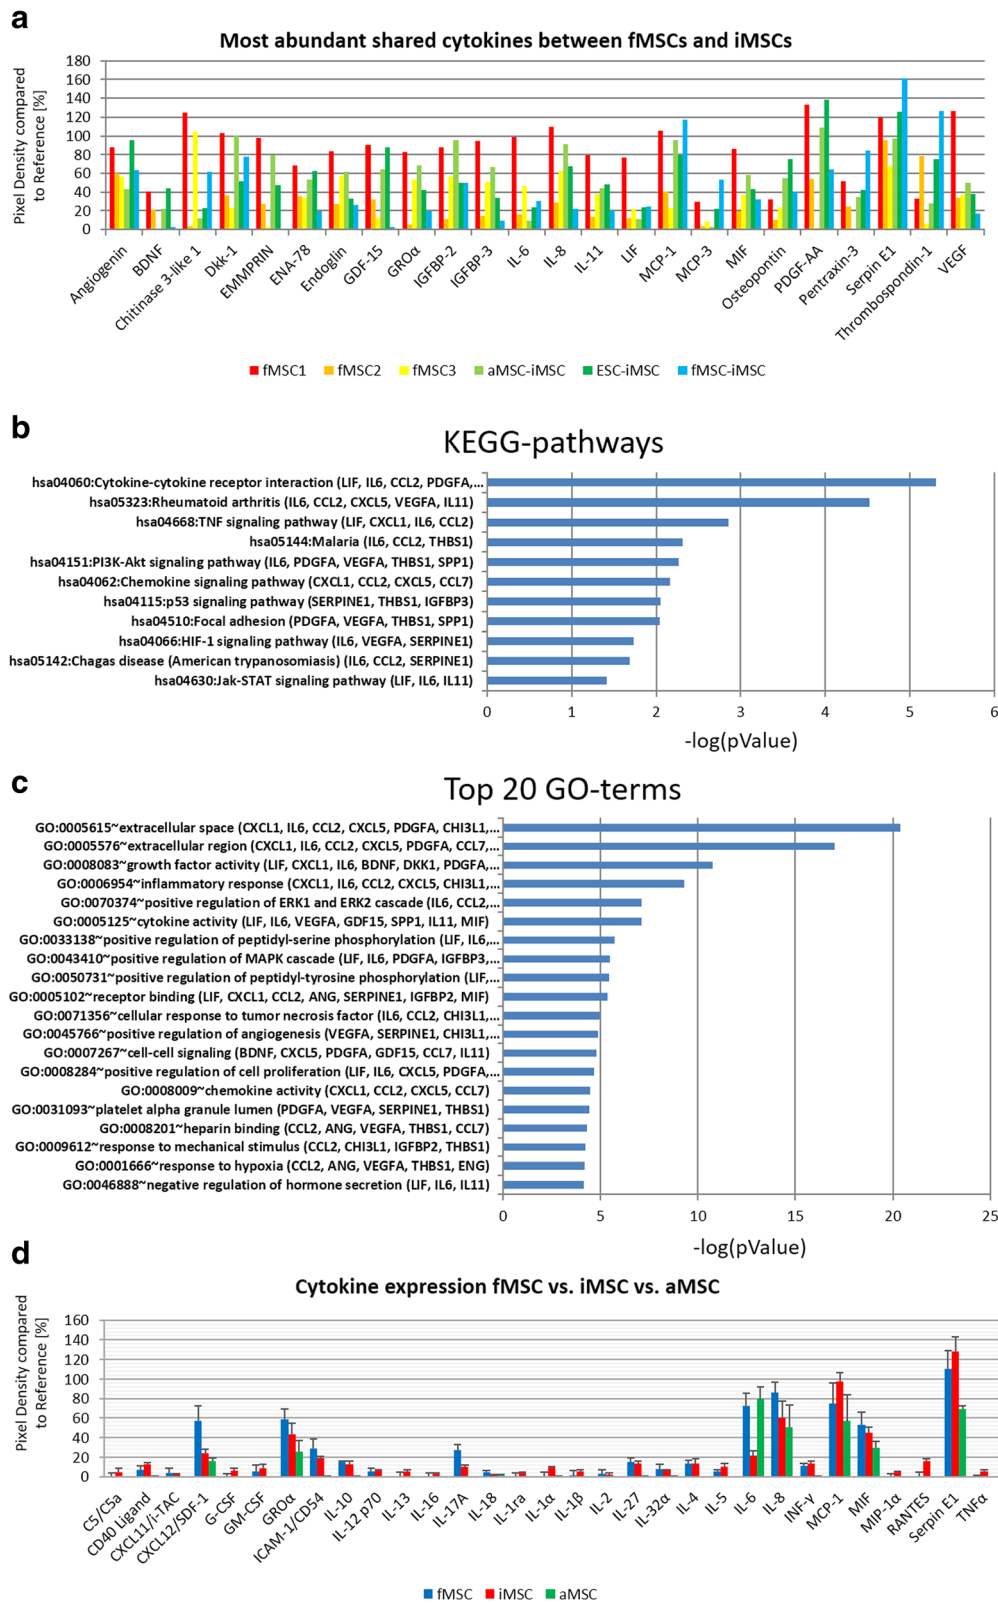 a
Most abundant shared cytokines between fMSCs and iMSCs
Pixel Density compared
to Reference [%]
180
160
140
120
100
80
60
40
20
0
Angiogenin
BDNF
Chitinase 3-like 1
Dkk-1
EMMPRIN
ENA-78
Endoglin
GDF-15
GROα
IGFBP-2
IGFBP-3
IL-6
IL-8
IL-11
LIF
MCP-1
MCP-3
MIF
Osteopontin
PDGF-AA
Pentraxin-3
Serpin E1
Thrombospondin-1
VEGF
fMSC1 fMSC2 fMSC3 aMSC-iMSC ESC-iMSC fMSC-iMSC
b
KEGG-pathways
hsa04060:Cytokine-cytokine receptor interaction (LIF, IL6, CCL2, PDGFA,...
hsa05323:Rheumatoid arthritis (IL6, CCL2, CXCL5, VEGFA, IL11)
hsa04668:TNF signaling pathway (LIF, CXCL1, IL6, CCL2)
hsa05144:Malaria (IL6, CCL2, THBS1)
hsa04151:PI3K-Akt signaling pathway (IL6, PDGFA, VEGFA, THBS1, SPP1)
hsa04062:Chemokine signaling pathway (CXCL1, CCL2, CXCL5, CCL7)
hsa04115:p53 signaling pathway (SERPINE1, THBS1, IGFBP3)
hsa04510:Focal adhesion (PDGFA, VEGFA, THBS1, SPP1)
hsa04066:HIF-1 signaling pathway (IL6, VEGFA, SERPINE1)
hsa05142:Chagas disease (American trypanosomiasis) (IL6, CCL2, SERPINE1)
hsa04630:Jak-STAT signaling pathway (LIF, IL6, IL11)
0 1 2 3 4 5 6
-log(pValue)
c
Top 20 GO-terms
GO:0005615~extracellular space (CXCL1, IL6, CCL2, CXCL5, PDGFA, CHI3L1,...
GO:0005576~extracellular region (CXCL1, IL6, CCL2, CXCL5, PDGFA, CCL7,...
GO:0008083~growth factor activity (LIF, CXCL1, IL6, BDNF, DKK1, PDGFA,...
GO:0006954~inflammatory response (CXCL1, IL6, CCL2, CXCL5, CHI3L1,...
GO:0070374~positive regulation of ERK1 and ERK2 cascade (IL6, CCL2,...
GO:0005125~cytokine activity (LIF, IL6, VEGFA, GDF15, SPP1, IL11, MIF)
GO:0033138~positive regulation of peptidyl-serine phosphorylation (LIF, IL6,...
GO:0043410~positive regulation of MAPK cascade (LIF, IL6, PDGFA, IGFBP3,...
GO:0050731~positive regulation of peptidyl-tyrosine phosphorylation (LIF,...
GO:0005102~receptor binding (LIF, CXCL1, CCL2, ANG, SERPINE1, IGFBP2, MIF)
GO:0071356~cellular response to tumor necrosis factor (IL6, CCL2, CHI3L1,...
GO:0045766~positive regulation of angiogenesis (VEGFA, SERPINE1, CHI3L1,...
GO:0007267~cell-cell signaling (BDNF, CXCL5, PDGFA, GDF15, CCL7, IL11)
GO:0008284~positive regulation of cell proliferation (LIF, IL6, CXCL5, PDGFA,...
GO:0008009~chemokine activity (CXCL1, CCL2, CXCL5, CCL7)
GO:0031093~platelet alpha granule lumen (PDGFA, VEGFA, SERPINE1, THBS1)
GO:0008201~heparin binding (CCL2, ANG, VEGFA, THBS1, CCL7)
GO:0009612~response to mechanical stimulus (CCL2, CHI3L1, IGFBP2, THBS1)
GO:0001666~response to hypoxia (CCL2, ANG, VEGFA, THBS1, ENG)
GO:0046888~negative regulation of hormone secretion (LIF, IL6, IL11)
0 5 10 15 20 25
-log(pValue)
d
Cytokine expression fMSC vs. iMSC vs. aMSC
Pixel Density compared
to Reference [%]
160
140
120
100
80
60
40
20
0
C5/C5a
CD40 Ligand
CXCL11/i-TAC
CXCL12/SDF-1
G-CSF
GM-CSF
GROα
ICAM-1/CD54
IL-10
IL-12 p70
IL-13
IL-16
IL-17A
IL-18
IL-1ra
IL-1α
IL-1β
IL-2
IL-27
IL-32α
IL-4
IL-5
IL-6
IL-8
INF-γ
MCP-1
MIF
MIP-1α
RANTES
Serpin E1
TNFα
fMSC iMSC aMSC